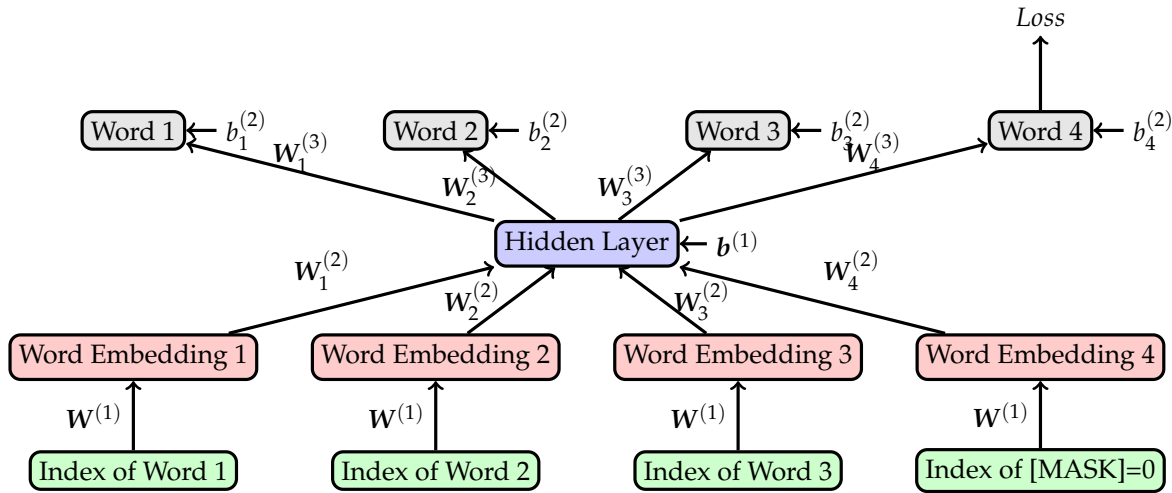 Loss
Word 1 b_1^{(2)} Word 2 b_2^{(2)} Word 3 b_3^{(2)} Word 4 b_4^{(2)}
W_1^{(3)} W_2^{(3)} W_3^{(3)} W_4^{(3)}
Hidden Layer b^{(1)}
W_1^{(2)} W_2^{(2)} W_3^{(2)} W_4^{(2)}
Word Embedding 1 Word Embedding 2 Word Embedding 3 Word Embedding 4
W^{(1)} W^{(1)} W^{(1)} W^{(1)}
Index of Word 1 Index of Word 2 Index of Word 3 Index of [MASK]=0